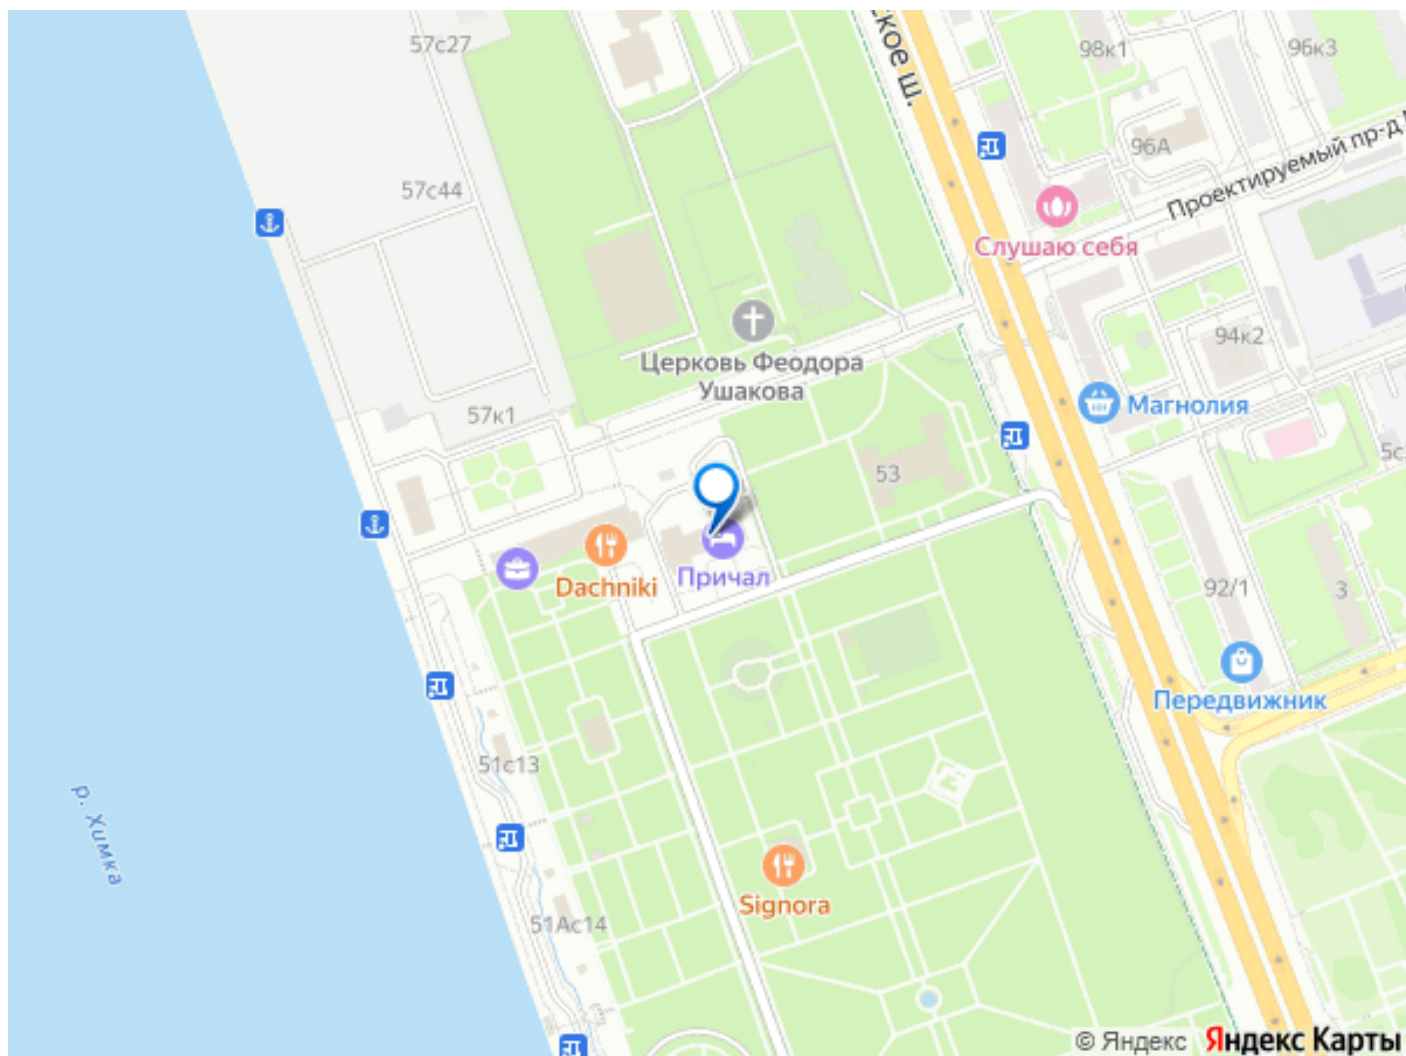 57с27
ское ш.
98к1
96к3
96А
Проектируемый пр-д
57с44
Слушаю себя
Церковь Феодора
Ушакова
94к2
Магнолия
57к1
53
5с
Причал
Dachniki
92/1
3
Передвижник
51с13
р. Химка
Signora
51Ас14
© Яндекс Яндекс Карты